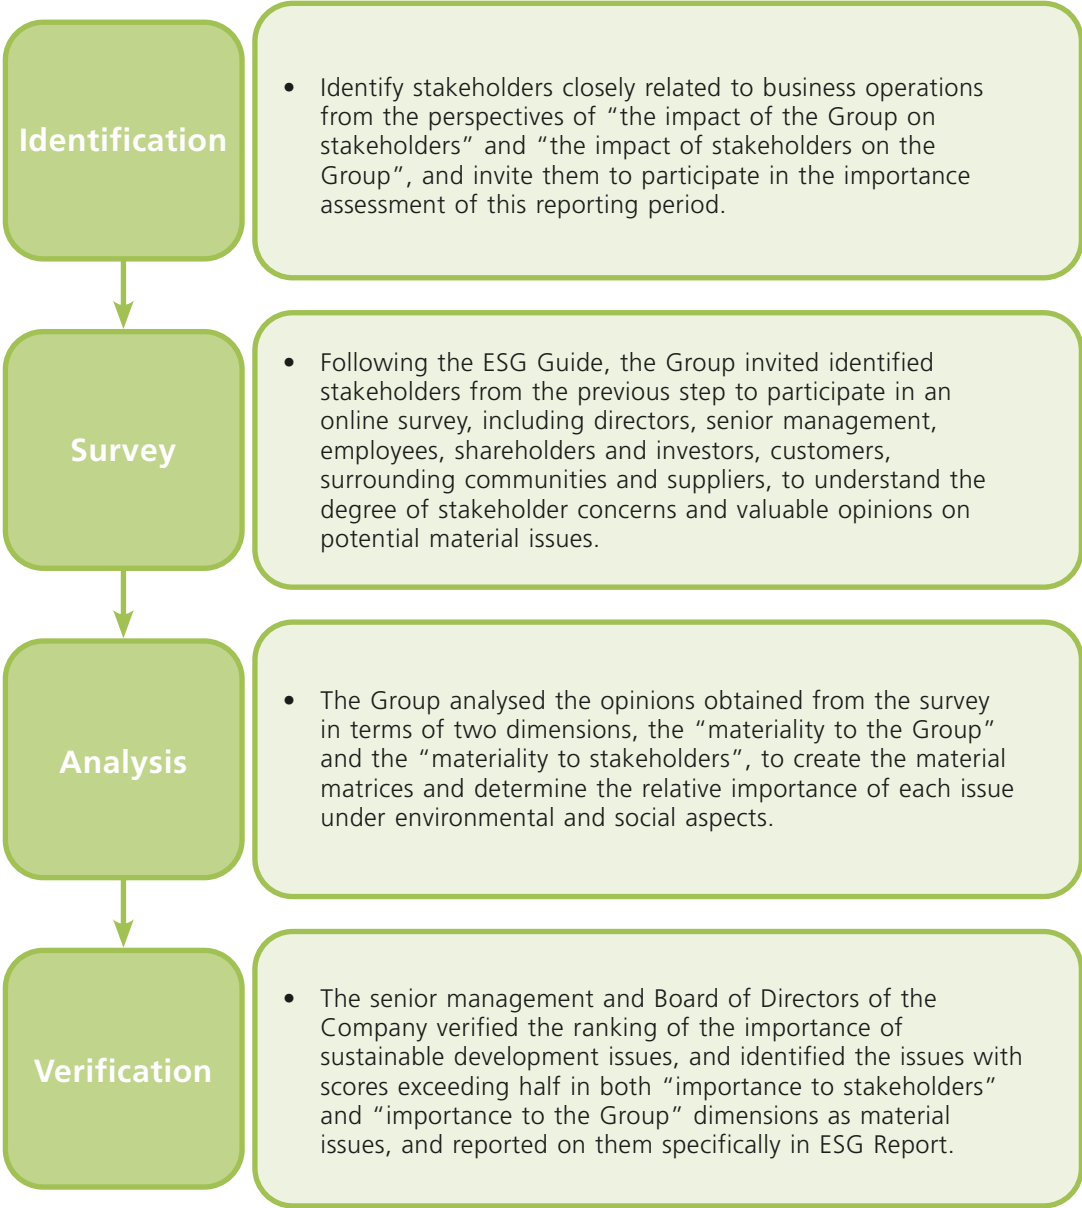 Identification
• Identify stakeholders closely related to business operations
from the perspectives of “the impact of the Group on
stakeholders” and “the impact of stakeholders on the
Group”, and invite them to participate in the importance
assessment of this reporting period.
Survey
• Following the ESG Guide, the Group invited identified
stakeholders from the previous step to participate in an
online survey, including directors, senior management,
employees, shareholders and investors, customers,
surrounding communities and suppliers, to understand the
degree of stakeholder concerns and valuable opinions on
potential material issues.
Analysis
• The Group analysed the opinions obtained from the survey
in terms of two dimensions, the “materiality to the Group”
and the “materiality to stakeholders”, to create the material
matrices and determine the relative importance of each issue
under environmental and social aspects.
Verification
• The senior management and Board of Directors of the
Company verified the ranking of the importance of
sustainable development issues, and identified the issues with
scores exceeding half in both “importance to stakeholders”
and “importance to the Group” dimensions as material
issues, and reported on them specifically in ESG Report.